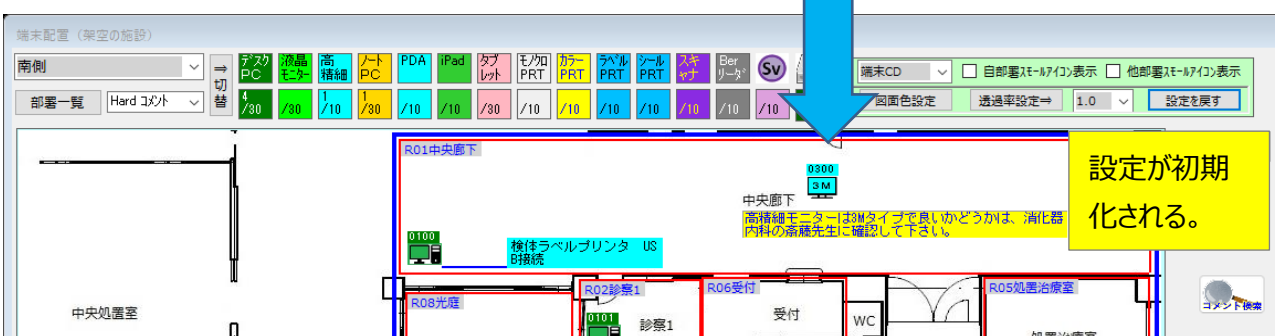 端末配置（架空の施設）
南側
⇒
切
替
デスク
PC
液晶
モニター
高
精細
ノート
PC
PDA
iPad
タブ
レット
モノクロ
PRT
カラー
PRT
ラベル
PRT
シール
PRT
スキ
ャナ
Ber
リーダ
Sv
端末CD
自部署スモールアイコン表示
他部署スモールアイコン表示
部署一覧
Hard コメント
4
/30
/30
1
/10
1
/30
/10
/10
/30
/10
/10
/10
/10
/10
/10
/10
図面色設定
透過率設定⇒
1.0
設定を戻す
設定が初期
化される。
R01中央廊下
0300
3M
中央廊下
高精細モニターは3Mタイプで良いかどうかは、消化器
内科の斎藤先生に確認して下さい。
0100
検体ラベルプリンタ US
B接続
中央処置室
R08光庭
R02診察1
0101
診察1
R06受付
受付
WC
R05処置治療室
処置治療室
コメント検索